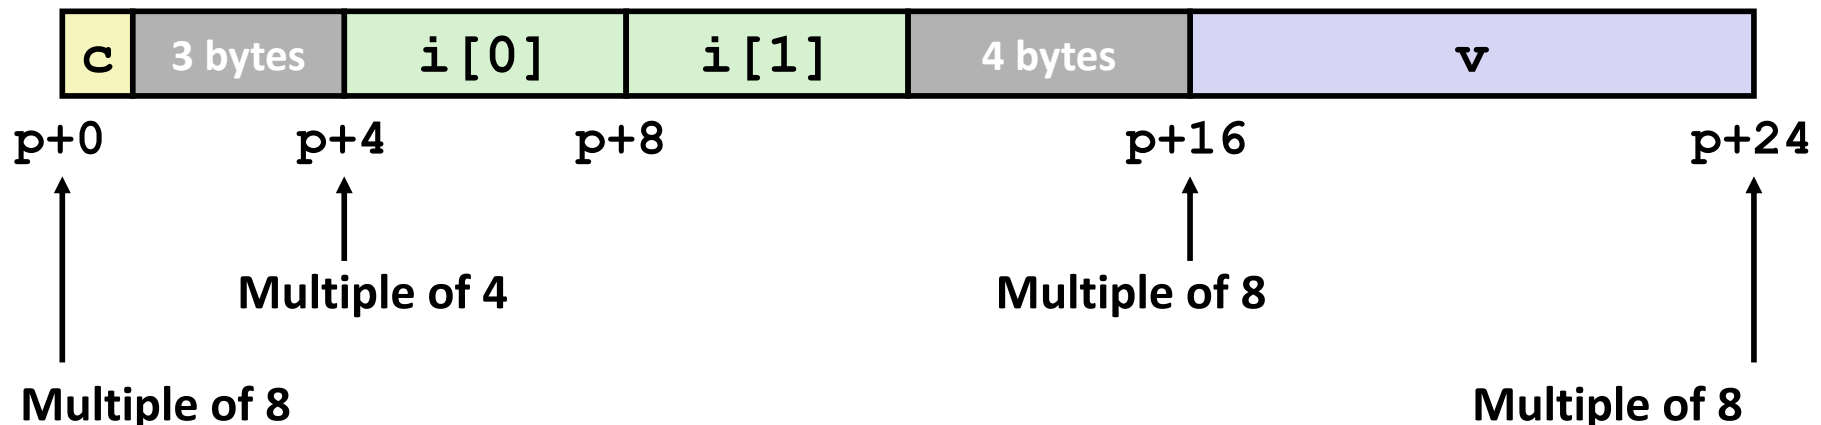 c 3 bytes i[0] i[1] 4 bytes v
p+0 p+4 p+8 p+16 p+24
Multiple of 4 Multiple of 8
Multiple of 8 Multiple of 8